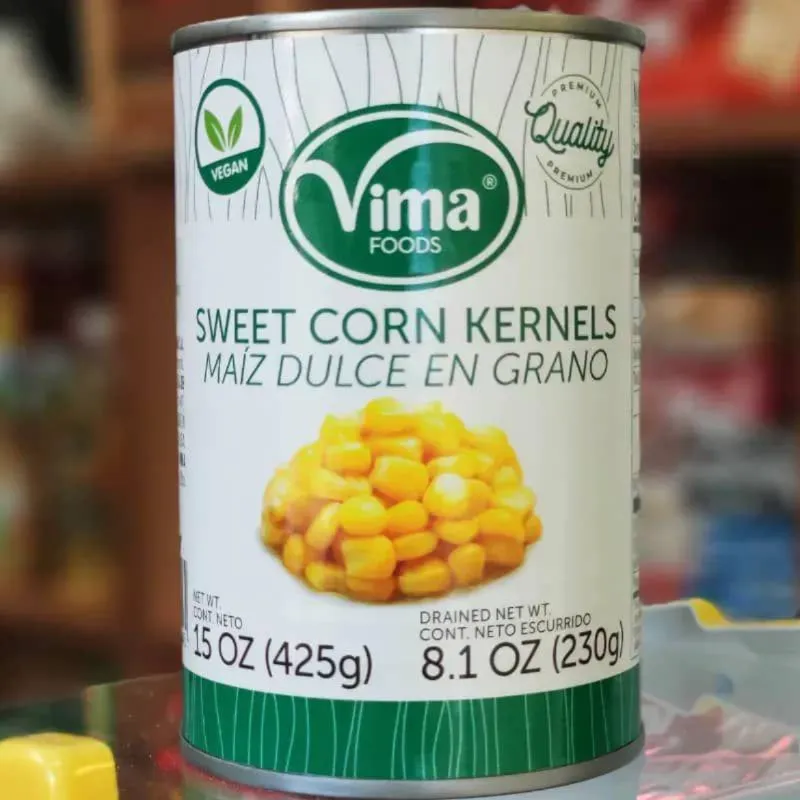 VEGAN
Vima®
FOODS
PREMIUM
Quality
PREMIUM
SWEET CORN KERNELS
MAÍZ DULCE EN GRANO
NET WT.
CONT. NETO
15 OZ (425g)
DRAINED NET WT.
CONT. NETO ESCURRIDO
8.1 OZ (230g)